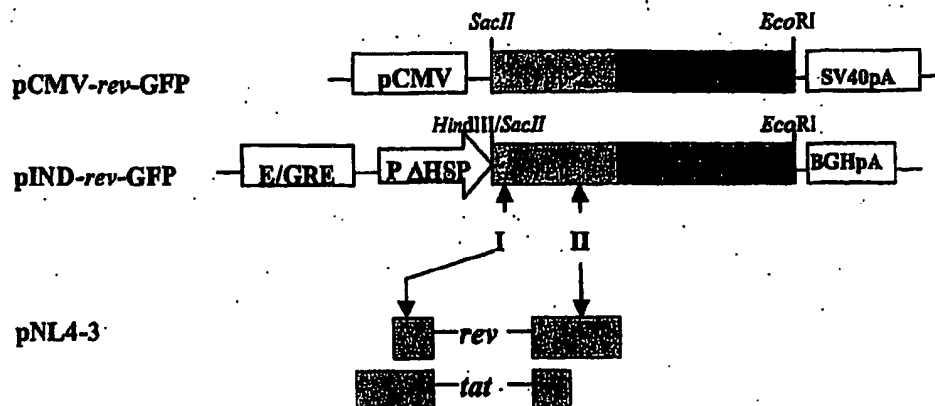 SacII EcoRI
pCMV-rev-GFP pCMV SV40pA
HindIII/SacII EcoRI
pIND-rev-GFP E/GRE P ΔHSP BGHpA
I II
pNL4-3 rev
tat